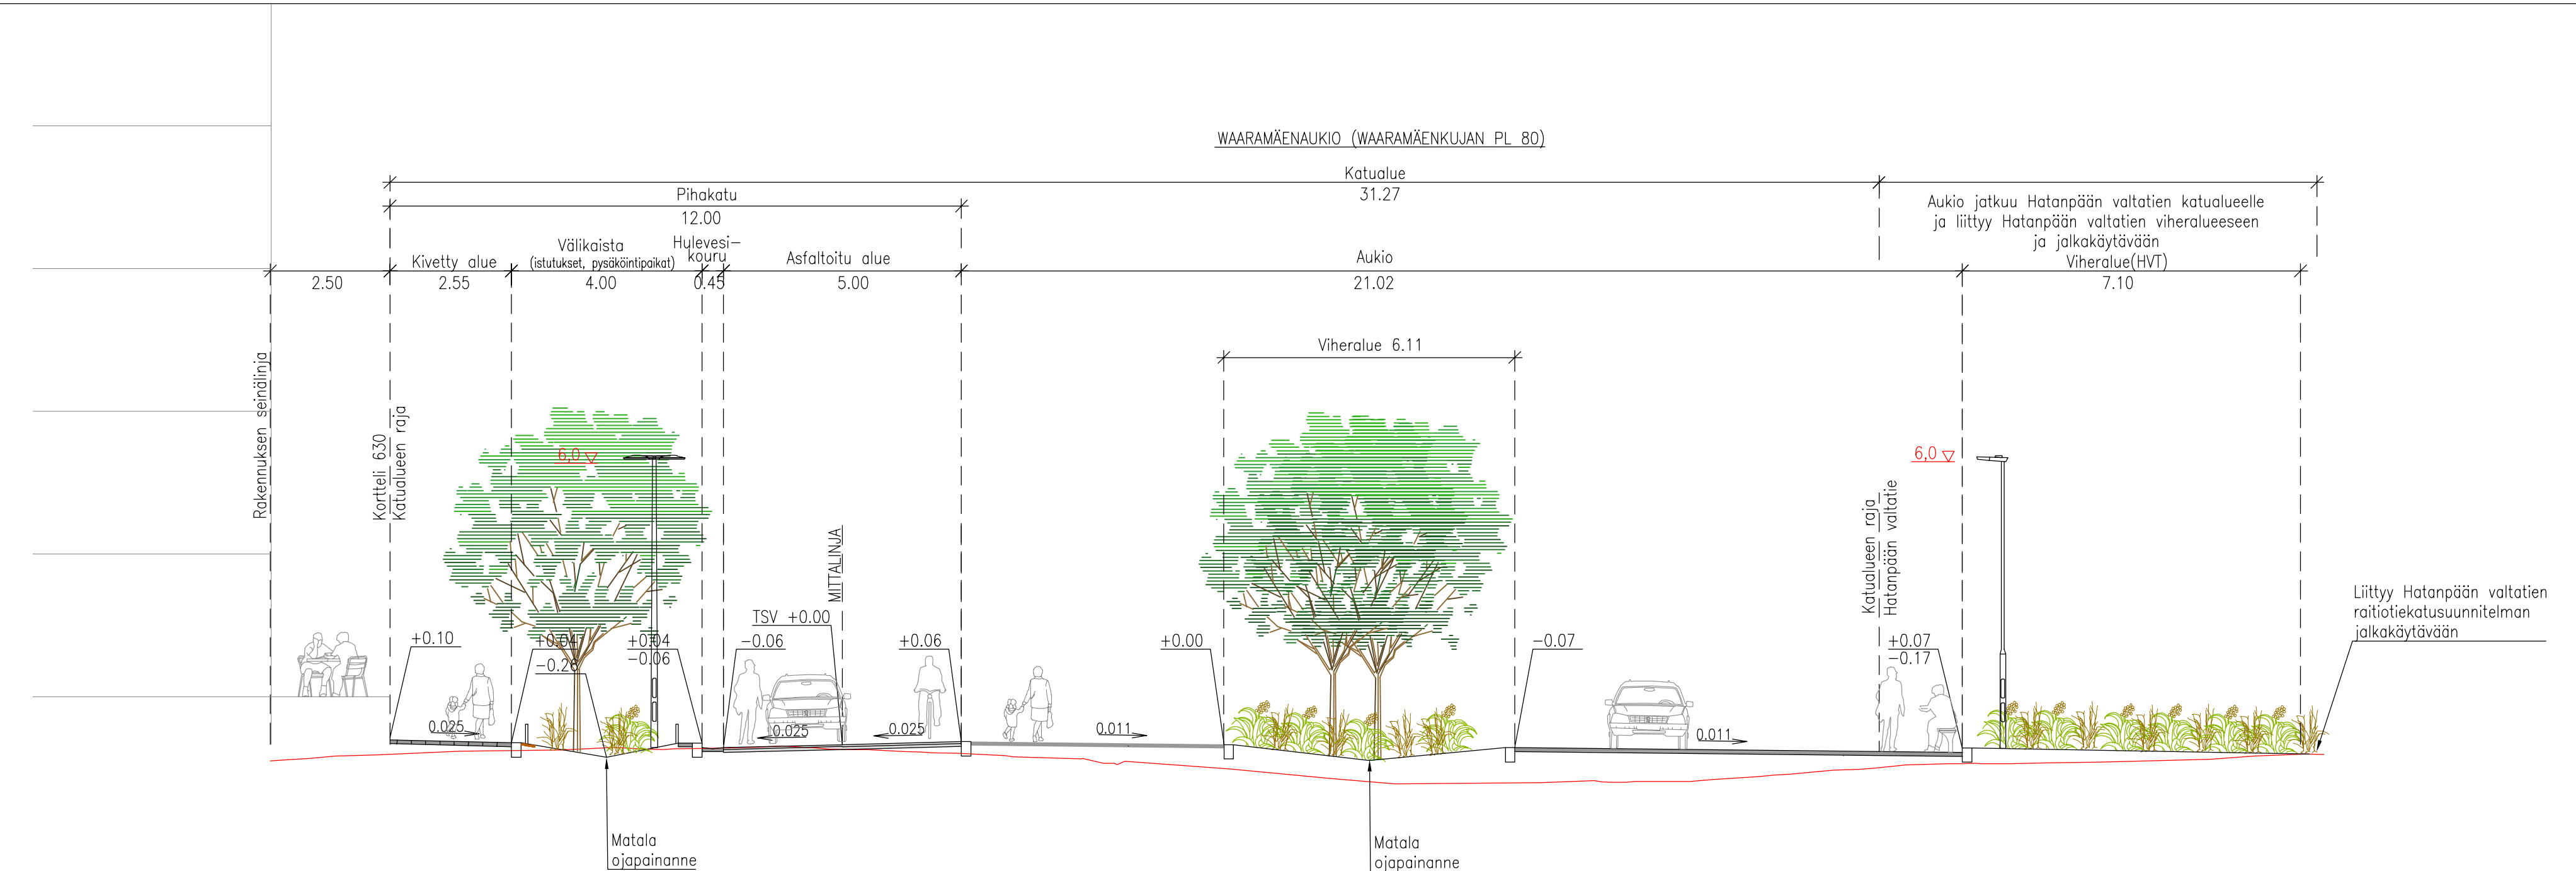 WAARAMÄENAUKIO (WAARAMÄENKUJAN PL 80)
Katualue
31.27
Pihakatu
12.00
Aukio jatkuu Hatanpään valtatien katualueelle
ja liittyy Hatanpään valtatien viheralueeseen
ja jalkakäytävään
Viheralue(HVT)
7.10
2.50
Kivetty alue
2.55
Välikaista
(istutukset, pysäköintipaikat)
4.00
Hulevesi-
kouru
0.45
Asfaltoitu alue
5.00
Aukio
21.02
Viheralue 6.11
Rakennuksen seinälinja
Kortteli 630
Katualueen raja
6,0
MITTALINJA
6,0
Katualueen raja
Hatanpään valtatie
Liittyy Hatanpään valtatien
raitiotiekatusuunnitelman
jalkakäytävään
+0.10
+0.04
-0.26
+0.04
-0.06
TSV +0.00
-0.06
+0.06
+0.00
-0.07
+0.07
-0.17
0.025
0.025
0.025
0.011
0.011
Matala
ojapainanne
Matala
ojapainanne